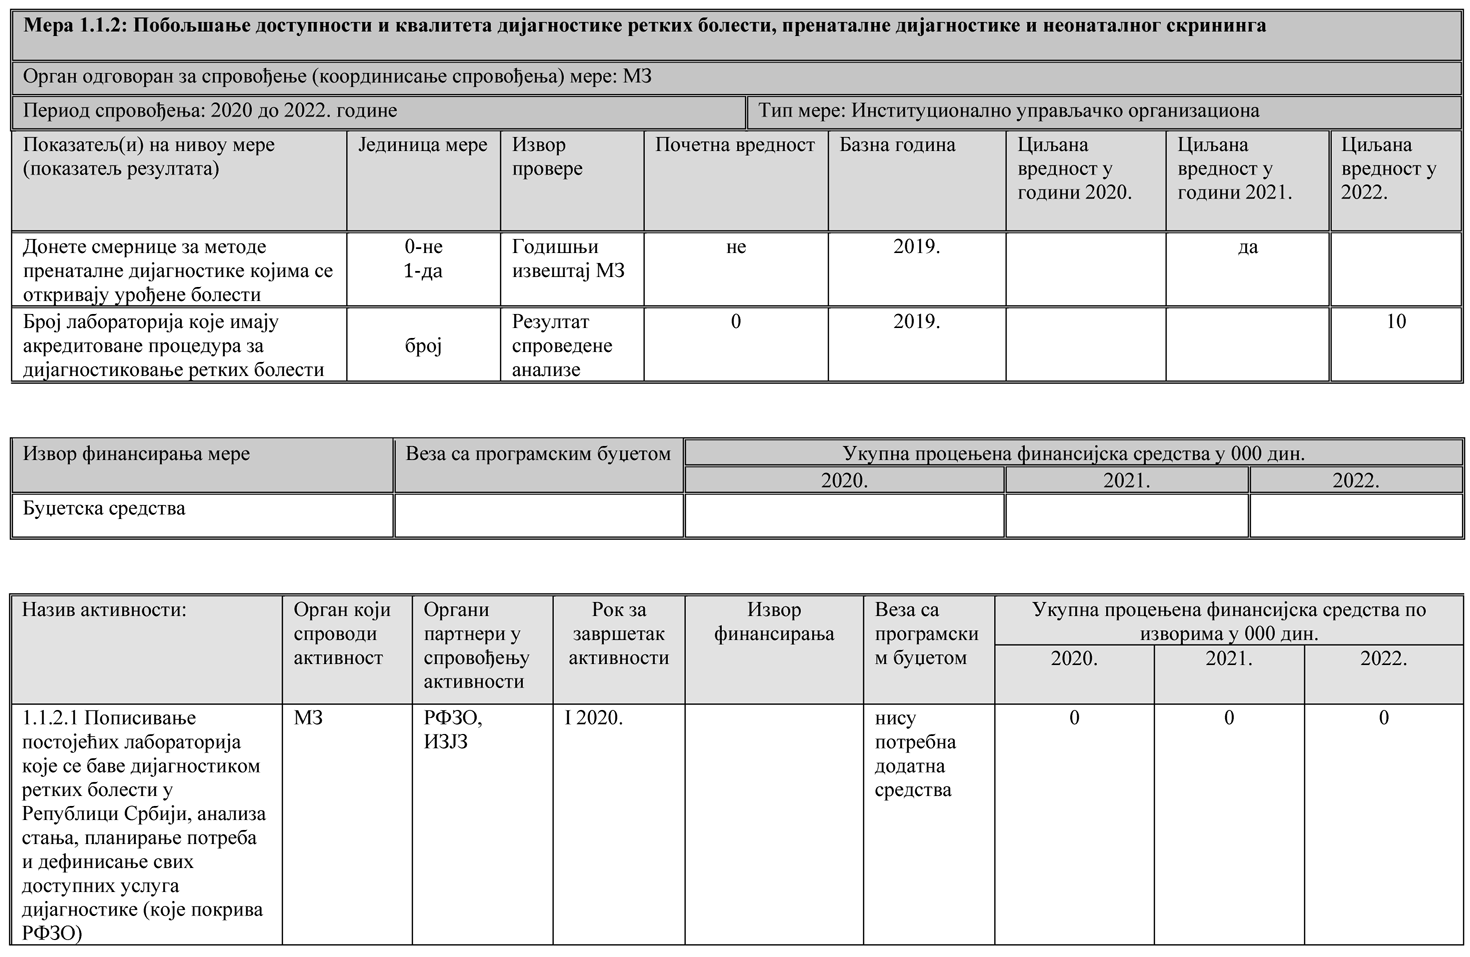 Мера 1.1.2: Побољшање доступности и квалитета дијагностике ретких болести, пренаталне дијагностике и неонаталног скрининга
Орган одговоран за спровођење (координисање спровођења) мере: МЗ
Период спровођења: 2020 до 2022. године
Тип мере: Институционално управљачко организациона
Показатељ(и) на нивоу мере
(показатељ резултата)
Јединица мере
Извор
провере
Почетна вредност
Базна година
Циљана
вредност у
години 2020.
Циљана
вредност у
години 2021.
Циљана
вредност у
2022.
Донете смернице за методе
пренаталне дијагностике којима се
откривају урођене болести
0-не
1-да
Годишњи
извештај МЗ
не
2019.
да
Број лабораторија које имају
акредитоване процедура за
дијагностиковање ретких болести
број
Резултат
спроведене
анализе
0
2019.
10
Извор финансирања мере
Веза са програмским буџетом
Укупна процењена финансијска средства у 000 дин.
2020.
2021.
2022.
Буџетска средства
Назив активности:
Орган који
спроводи
активност
Органи
партнери у
спровођењу
активности
Рок за
завршетак
активности
Извор
финансирања
Веза са
програмски
м буџетом
Укупна процењена финансијска средства по
изворима у 000 дин.
2020.
2021.
2022.
1.1.2.1 Пописивање
постојећих лабораторија
које се баве дијагностиком
ретких болести у
Републици Србији, анализа
стања, планирање потреба
и дефинисање свих
доступних услуга
дијагностике (које покрива
РФЗО)
МЗ
РФЗО,
ИЗЈЗ
I 2020.
нису
потребна
додатна
средства
0
0
0